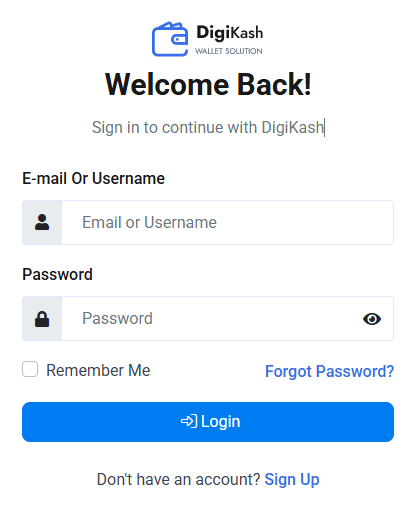 DigiKash
WALLET SOLUTION
Welcome Back!
Sign in to continue with DigiKash
E-mail Or Username
Email or Username
Password
Password
Remember Me
Forgot Password?
Login
Don't have an account? Sign Up